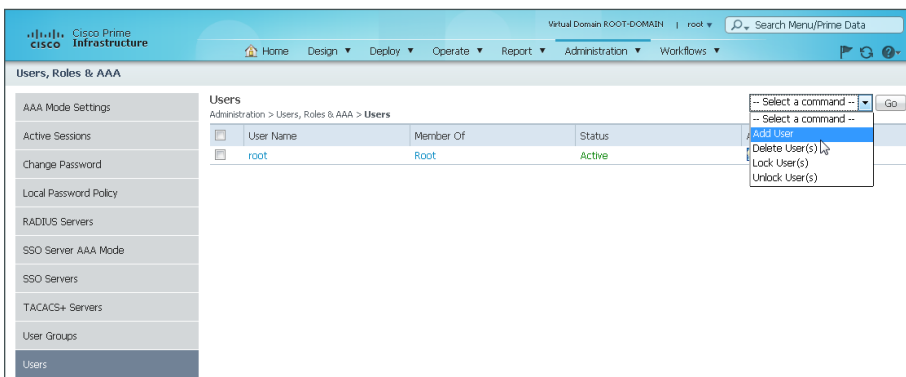 Virtual Domain ROOT-DOMAIN | root ▼ Search Menu/Prime Data
Cisco Prime
cisco Infrastructure
Home Design ▼ Deploy ▼ Operate ▼ Report ▼ Administration ▼ Workflows ▼
Users, Roles & AAA
AAA Mode Settings
Active Sessions
Change Password
Local Password Policy
RADIUS Servers
SSO Server AAA Mode
SSO Servers
TACACS+ Servers
User Groups
Users
Users
Administration > Users, Roles & AAA > Users
-- Select a command -- Go
-- Select a command --
Add User
Delete User(s)
Lock User(s)
Unlock User(s)
User Name Member Of Status
root Root Active